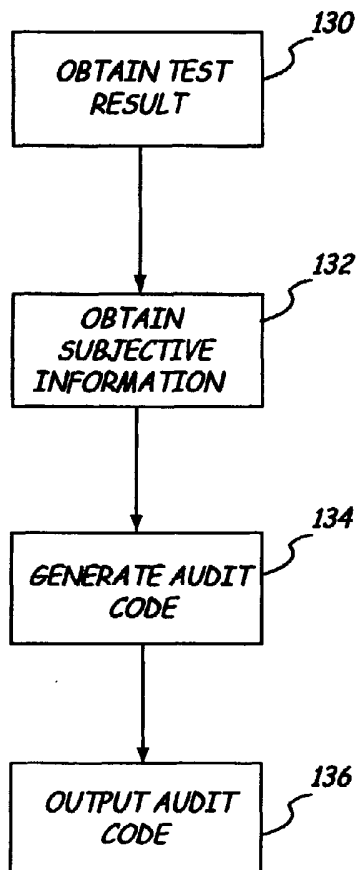 130
OBTAIN TEST
RESULT
132
OBTAIN
SUBJECTIVE
INFORMATION
134
GENERATE AUDIT
CODE
136
OUTPUT AUDIT
CODE